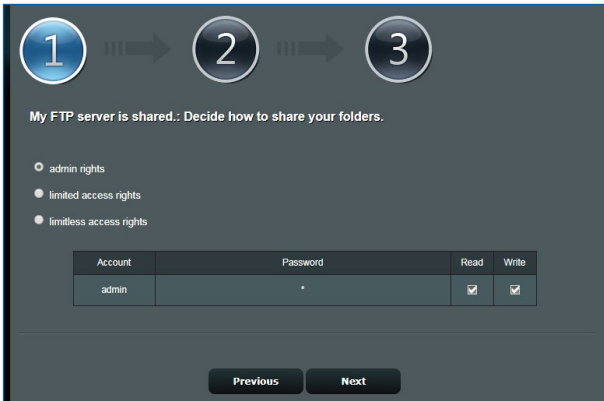 1 2 3
My FTP server is shared.: Decide how to share your folders.
admin rights
limited access rights
limitless access rights
Account Password Read Write
admin *
Previous Next